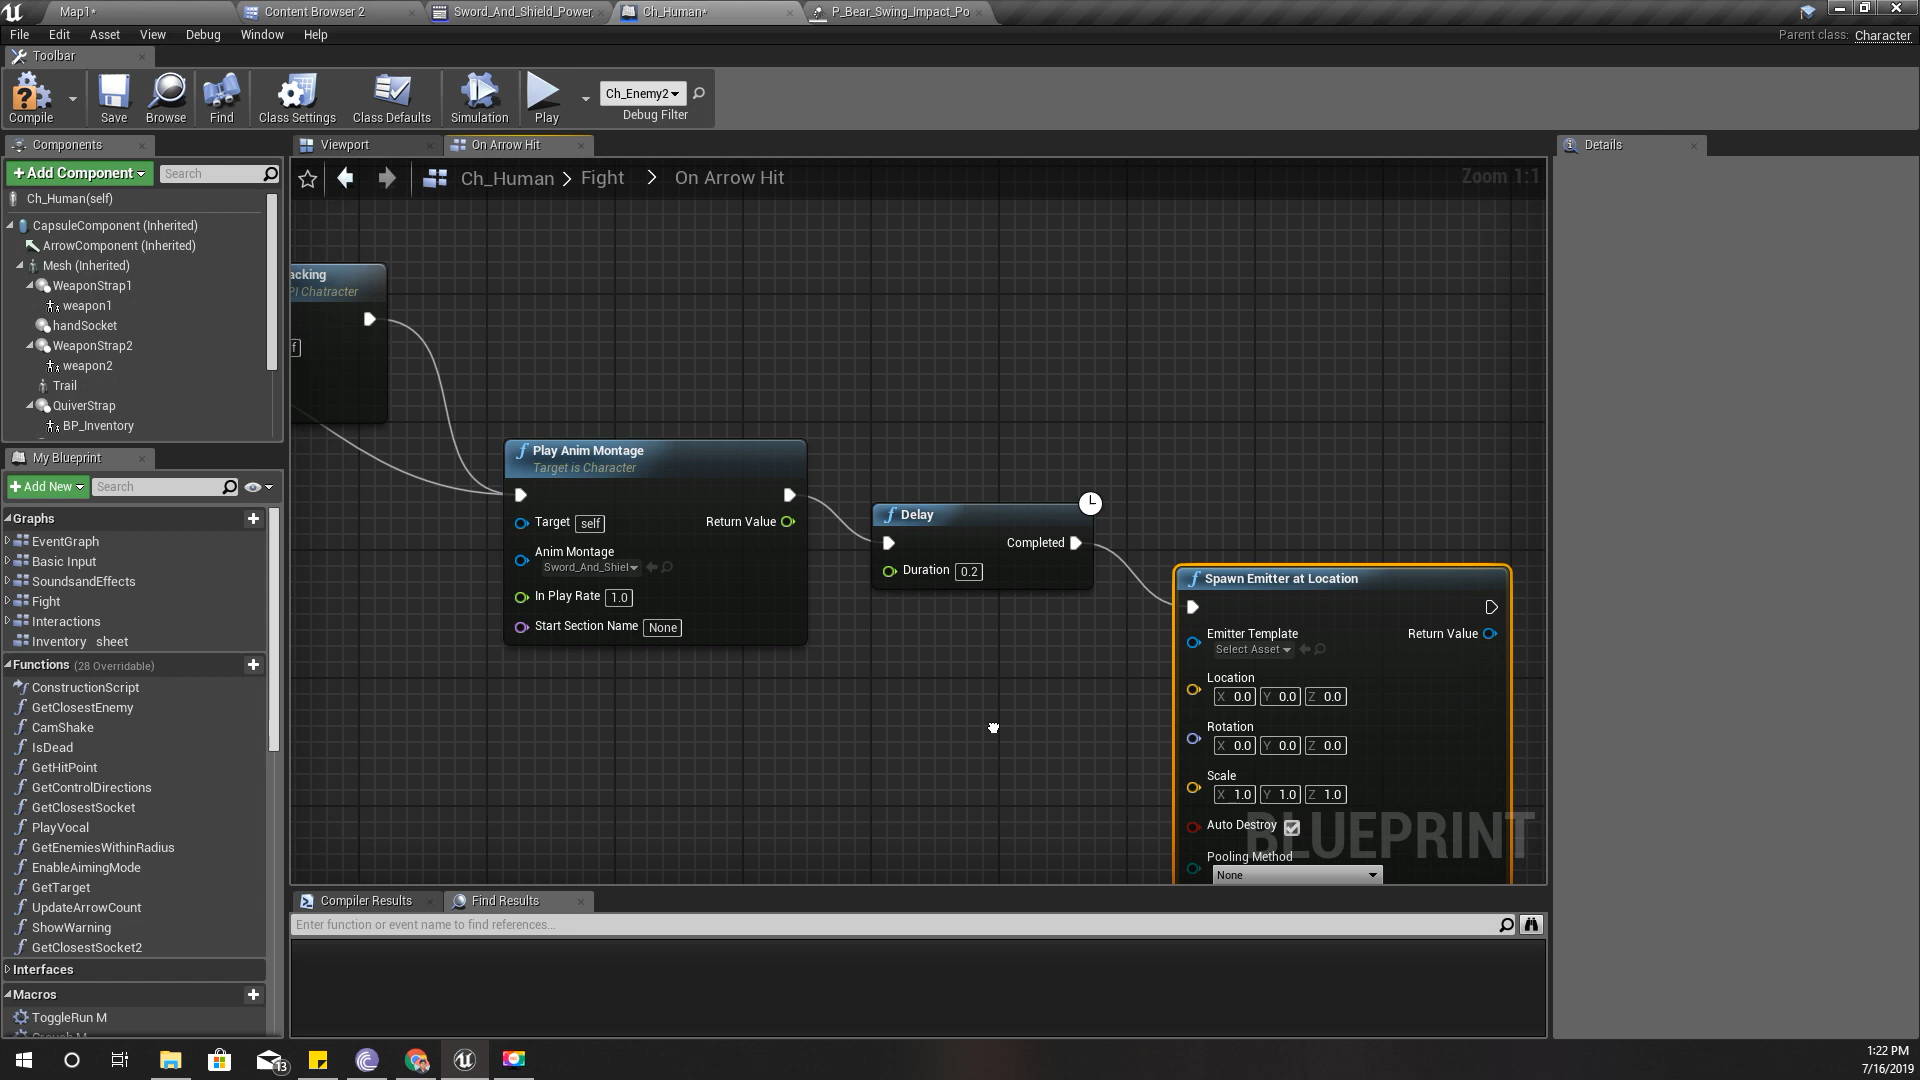 Map1*
Content Browser 2
Sword_And_Shield_Power
Ch_Human*
P_Bear_Swing_Impact_Po
File
Edit
Asset
View
Debug
Window
Help
Parent class: Character
Toolbar
Compile
Save
Browse
Find
Class Settings
Class Defaults
Simulation
Play
Ch_Enemy2
Debug Filter
Components
+ Add Component
Search
Ch_Human(self)
CapsuleComponent (Inherited)
ArrowComponent (Inherited)
Mesh (Inherited)
WeaponStrap1
weapon1
handSocket
WeaponStrap2
weapon2
Trail
QuiverStrap
BP_Inventory
My Blueprint
+ Add New
Search
Graphs
EventGraph
Basic Input
SoundsandEffects
Fight
Interactions
Inventory sheet
Functions (28 Overridable)
ConstructionScript
GetClosestEnemy
CamShake
IsDead
GetHitPoint
GetControlDirections
GetClosestSocket
PlayVocal
GetEnemiesWithinRadius
EnableAimingMode
GetTarget
UpdateArrowCount
ShowWarning
GetClosestSocket2
Interfaces
Macros
ToggleRun M
Viewport
On Arrow Hit
Ch_Human > Fight > On Arrow Hit
Zoom 1:1
acking
PI Chatracter
f
Play Anim Montage
Target is Character
Target self
Return Value
Anim Montage
Sword_And_Shiel
In Play Rate 1.0
Start Section Name None
Delay
Completed
Duration 0.2
Spawn Emitter at Location
Emitter Template
Return Value
Select Asset
Location
X 0.0 Y 0.0 Z 0.0
Rotation
X 0.0 Y 0.0 Z 0.0
Scale
X 1.0 Y 1.0 Z 1.0
Auto Destroy
BLUEPRINT
Pooling Method
None
Compiler Results
Find Results
Enter function or event name to find references...
Details
13
1:22 PM
7/16/2019